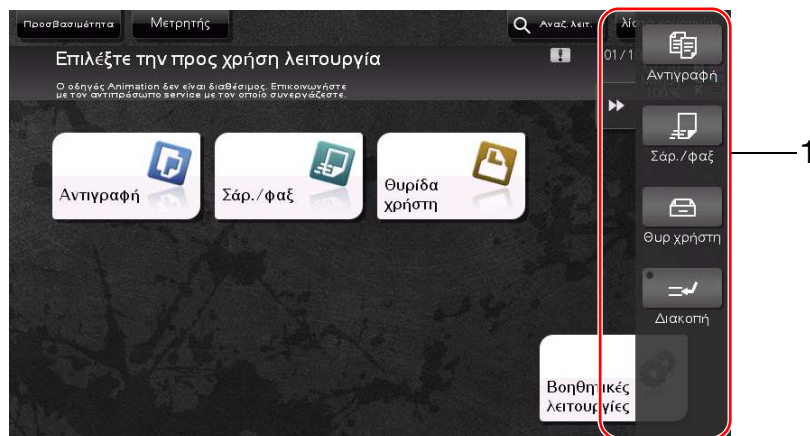 Προσβασιμότητα
Μετρητής
Αναζ.λειτ.
Επιλέξτε την προς χρήση λειτουργία
01/1
Ο οδηγός Animation δεν είναι διαθέσιμος. Επικοινωνήστε
με τον αντιπρόσωπο service με τον οποίο συνεργάζεστε.
100%
Αντιγραφή
Σάρ./φαξ
Θυρίδα
χρήστη
Βοηθητικές
λειτουργίες
Αντιγραφή
Σάρ./φαξ
Θυρ χρήστη
Διακοπή
1